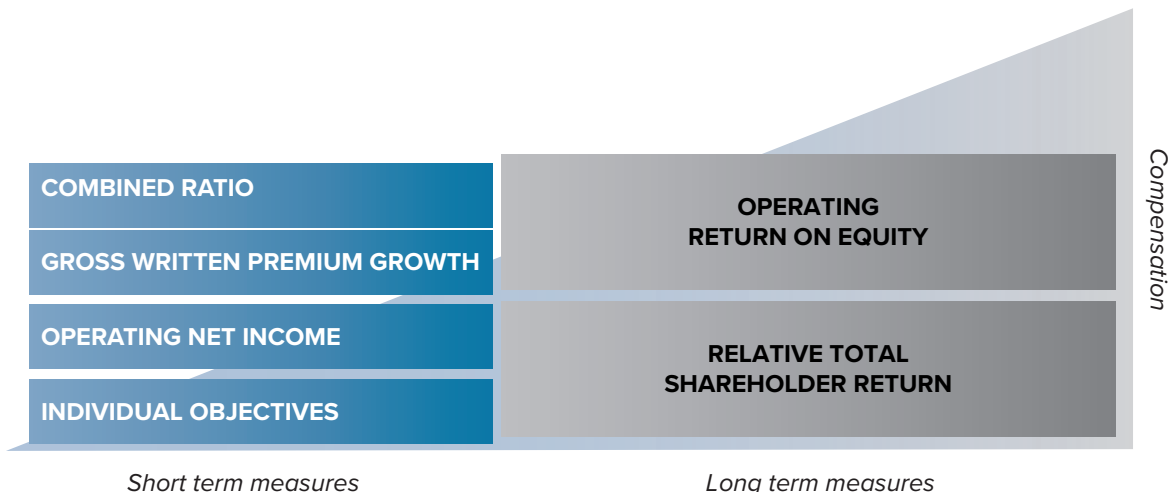 COMBINED RATIO
GROSS WRITTEN PREMIUM GROWTH
OPERATING NET INCOME
INDIVIDUAL OBJECTIVES
OPERATING
RETURN ON EQUITY
RELATIVE TOTAL
SHAREHOLDER RETURN
Compensation
Short term measures
Long term measures